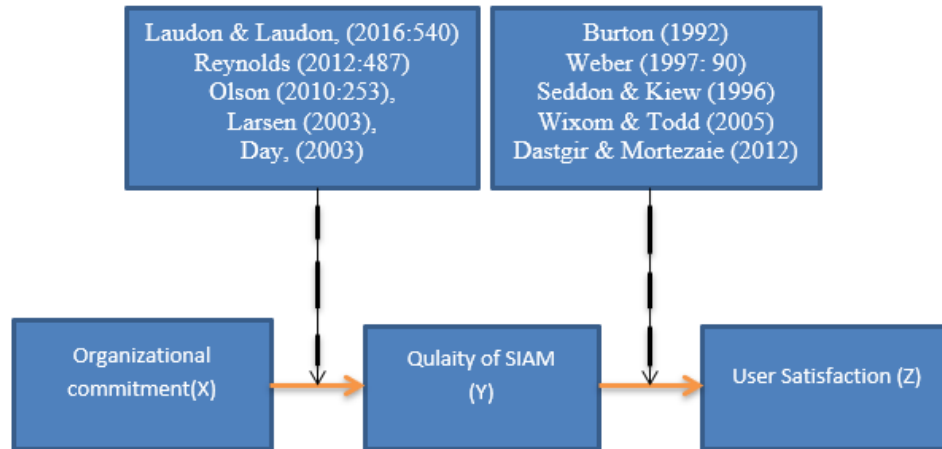 Laudon & Laudon, (2016:540)
Reynolds (2012:487)
Olson (2010:253),
Larsen (2003),
Day, (2003)
Burton (1992)
Weber (1997: 90)
Seddon & Kiew (1996)
Wixom & Todd (2005)
Dastgir & Mortezaie (2012)
Organizational
commitment(X)
Qulaity of SIAM
(Y)
User Satisfaction (Z)